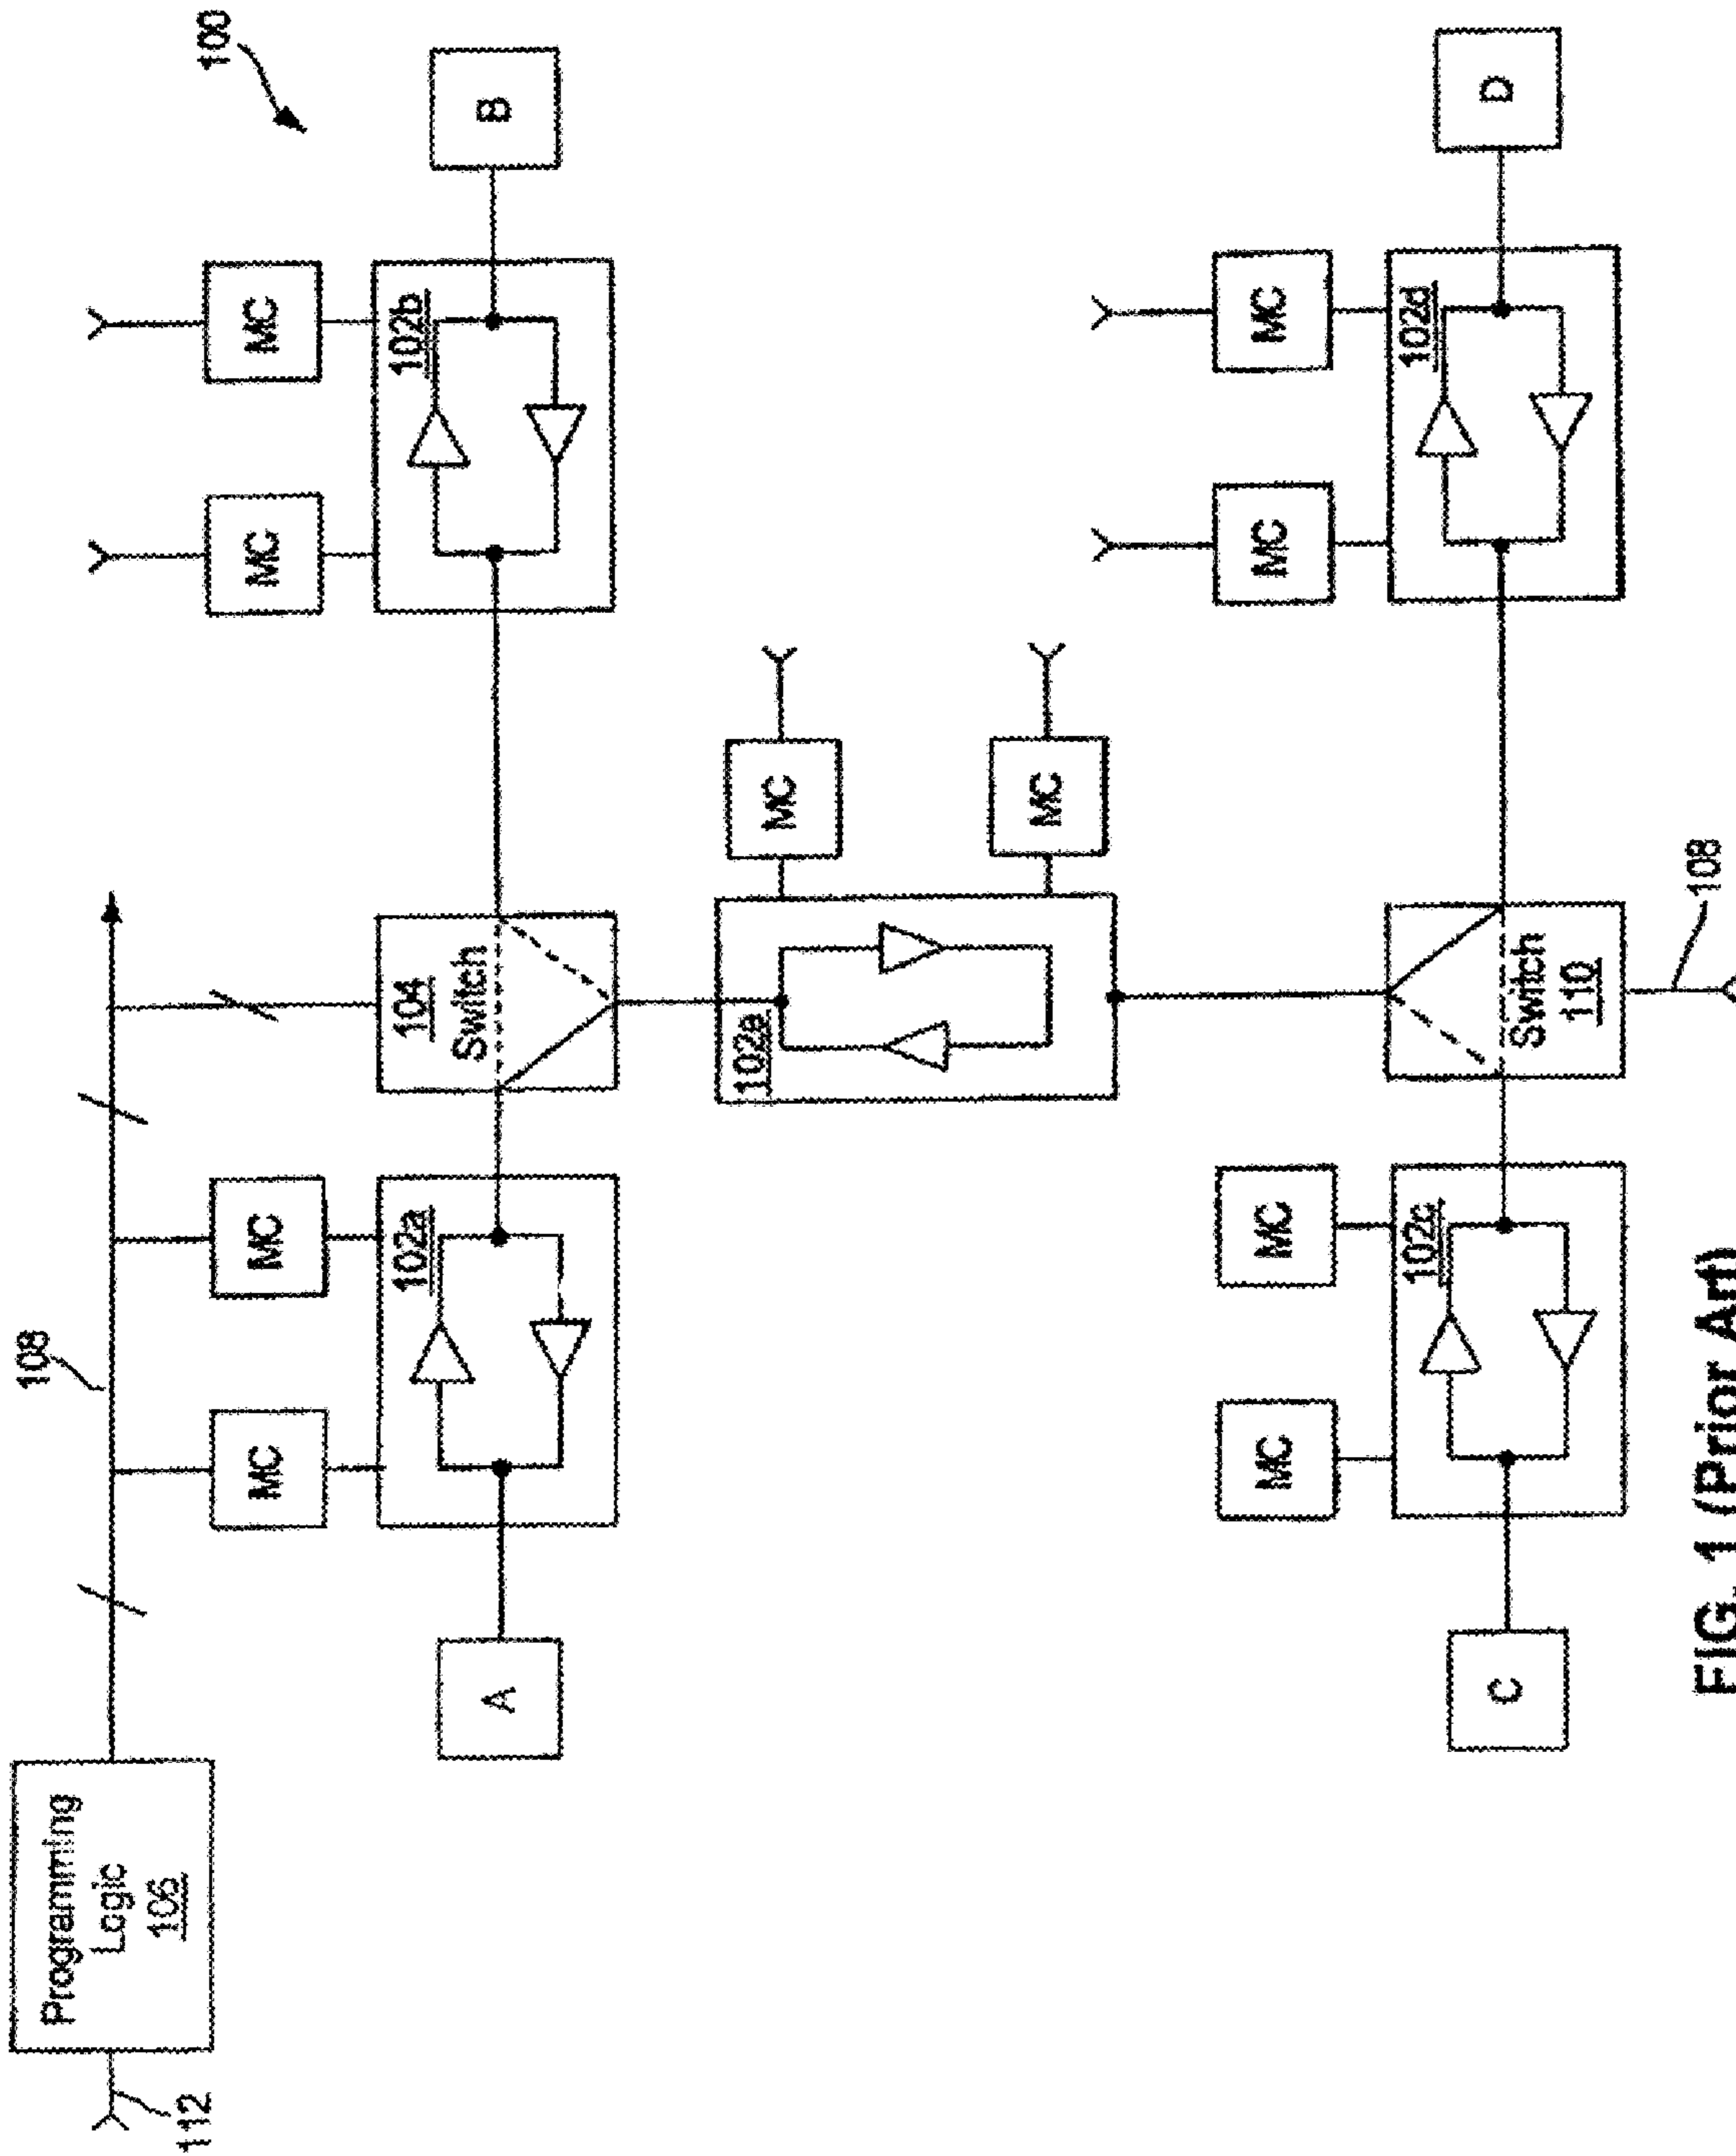 Programming
Logic
106
112
108
100
MC
MC
MC
MC
102a
104
Switch
102b
A
B
102e
MC
MC
MC
MC
MC
MC
102c
Switch
110
102d
C
D
108
FIG. 1 (Prior Art)